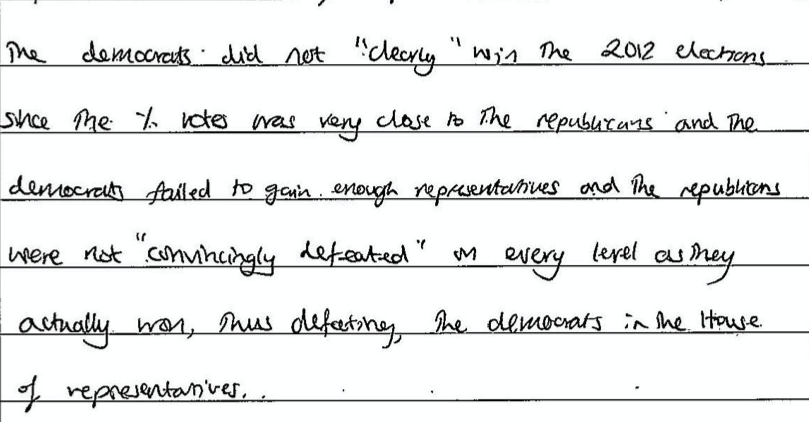 The democrats did not "clearly" win the 2012 elections
since the % votes was very close to the republicans and the
democrats failed to gain enough representatives and the republicans
were not "convincingly defeated" on every level as they
actually won, thus defeating, the democrats in the House
of representatives.